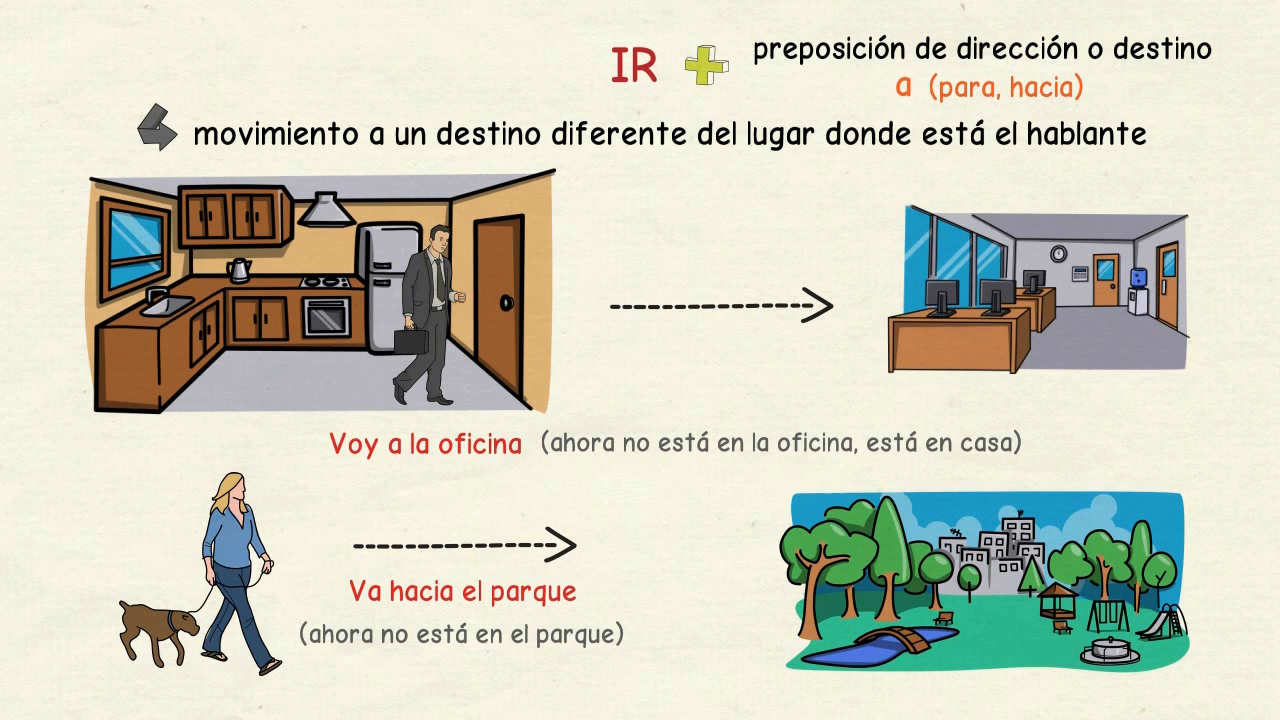 IR + preposición de dirección o destino
a (para, hacia)
movimiento a un destino diferente del lugar donde está el hablante
Voy a la oficina (ahora no está en la oficina, está en casa)
Va hacia el parque
(ahora no está en el parque)